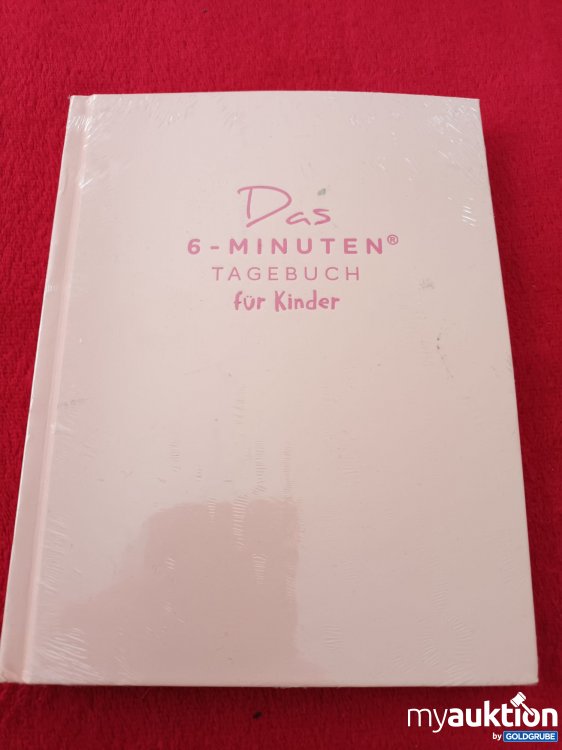 Das
6-MINUTEN®
TAGEBUCH
für Kinder
myauktion
by GOLDGRUBE